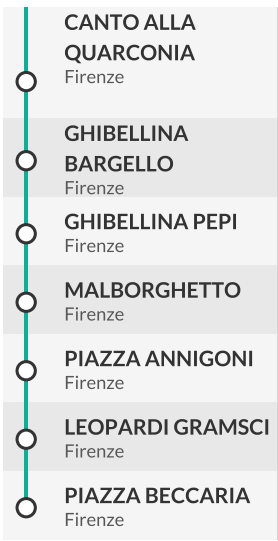 CANTO ALLA
QUARCONIA
Firenze
GHIBELLINA
BARGELLO
Firenze
GHIBELLINA PEPI
Firenze
MALBORGHETTO
Firenze
PIAZZA ANNIGONI
Firenze
LEOPARDI GRAMSCI
Firenze
PIAZZA BECCARIA
Firenze